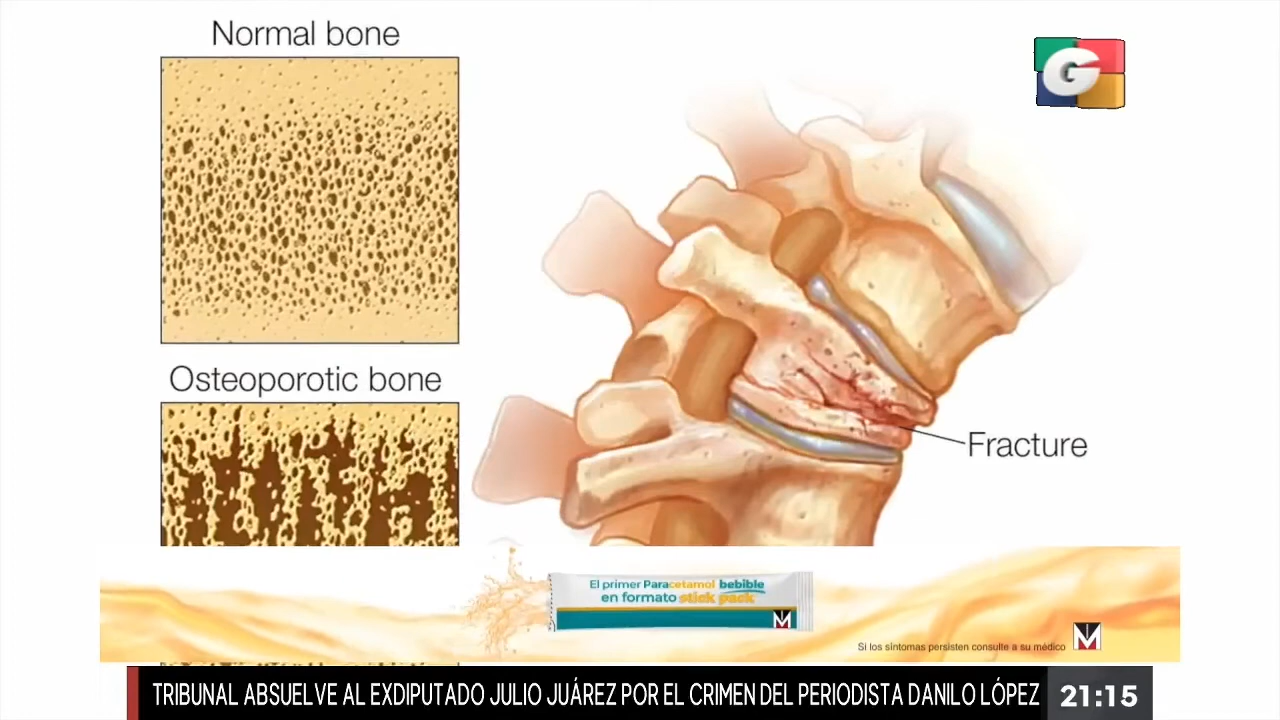 Normal bone
G
Osteoporotic bone
Fracture
El primer Paracetamol bebible
en formato stick pack
M
Si los síntomas persisten consulte a su médico
M
TRIBUNAL ABSUELVE AL EXDIPUTADO JULIO JUÁREZ POR EL CRIMEN DEL PERIODISTA DANILO LÓPEZ
21:15